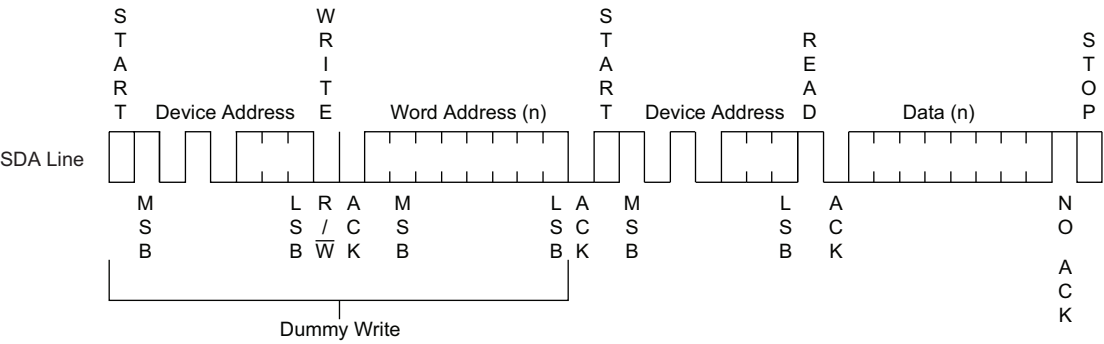 START
WRITE
START
READ
STOP
Device Address
Word Address (n)
Device Address
Data (n)
SDA Line
MSB
LSB
R/W
ACK
MSB
LSB
ACK
MSB
LSB
ACK
NO ACK
Dummy Write